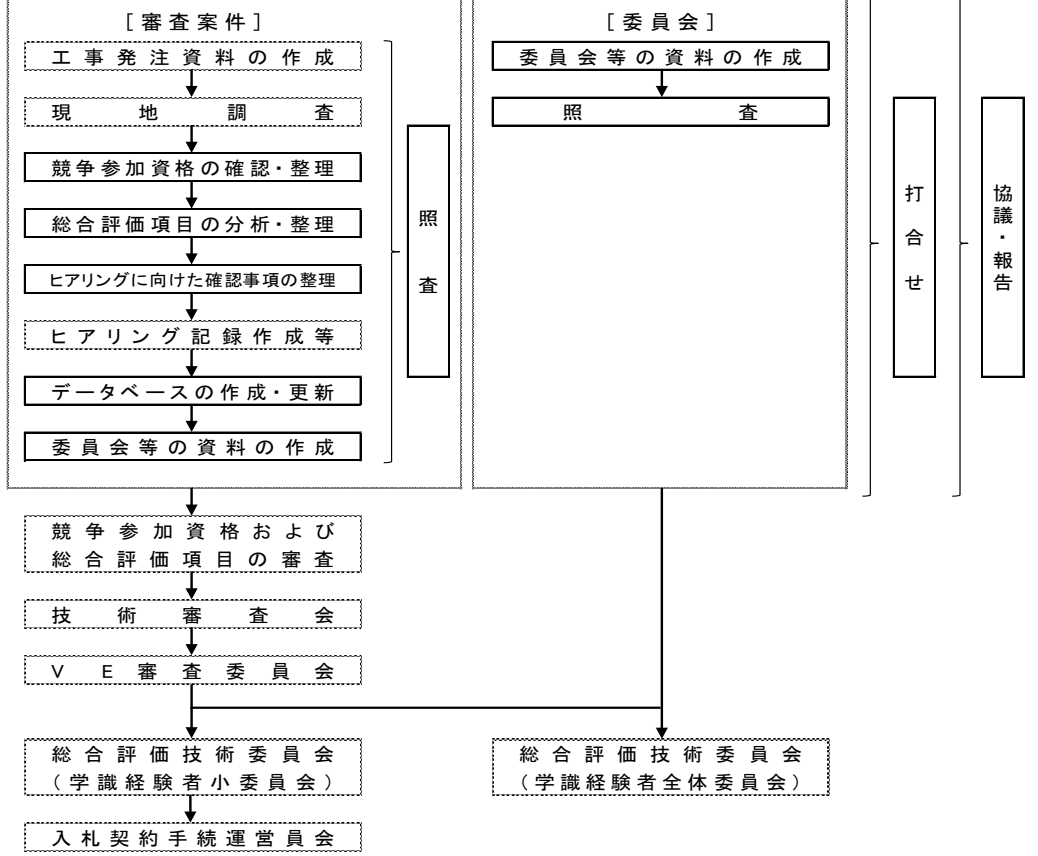 ［審査案件］
工事発注資料の作成
現地調査
競争参加資格の確認・整理
総合評価項目の分析・整理
ヒアリングに向けた確認事項の整理
ヒアリング記録作成等
データベースの作成・更新
委員会等の資料の作成
照査
［委員会］
委員会等の資料の作成
照査
打合せ
協議・報告
競争参加資格および
総合評価項目の審査
技術審査会
ＶＥ審査委員会
総合評価技術委員会
（学識経験者小委員会）
総合評価技術委員会
（学識経験者全体委員会）
入札契約手続運営員会